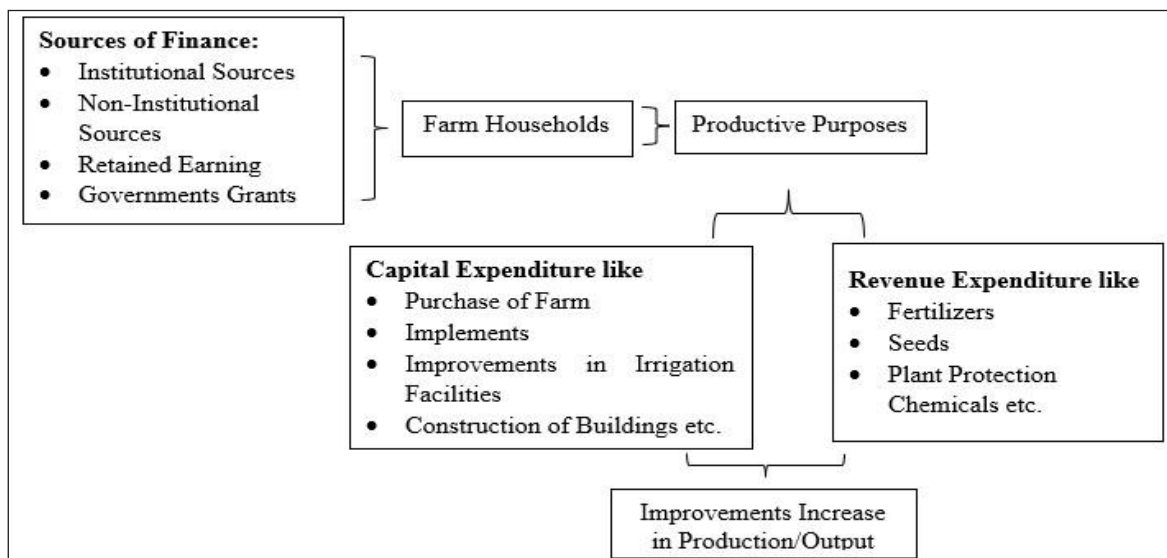 Sources of Finance:
• Institutional Sources
• Non-Institutional
Sources
• Retained Earning
• Governments Grants
Farm Households
Productive Purposes
Capital Expenditure like
• Purchase of Farm
• Implements
• Improvements in Irrigation
Facilities
• Construction of Buildings etc.
Revenue Expenditure like
• Fertilizers
• Seeds
• Plant Protection
Chemicals etc.
Improvements Increase
in Production/Output